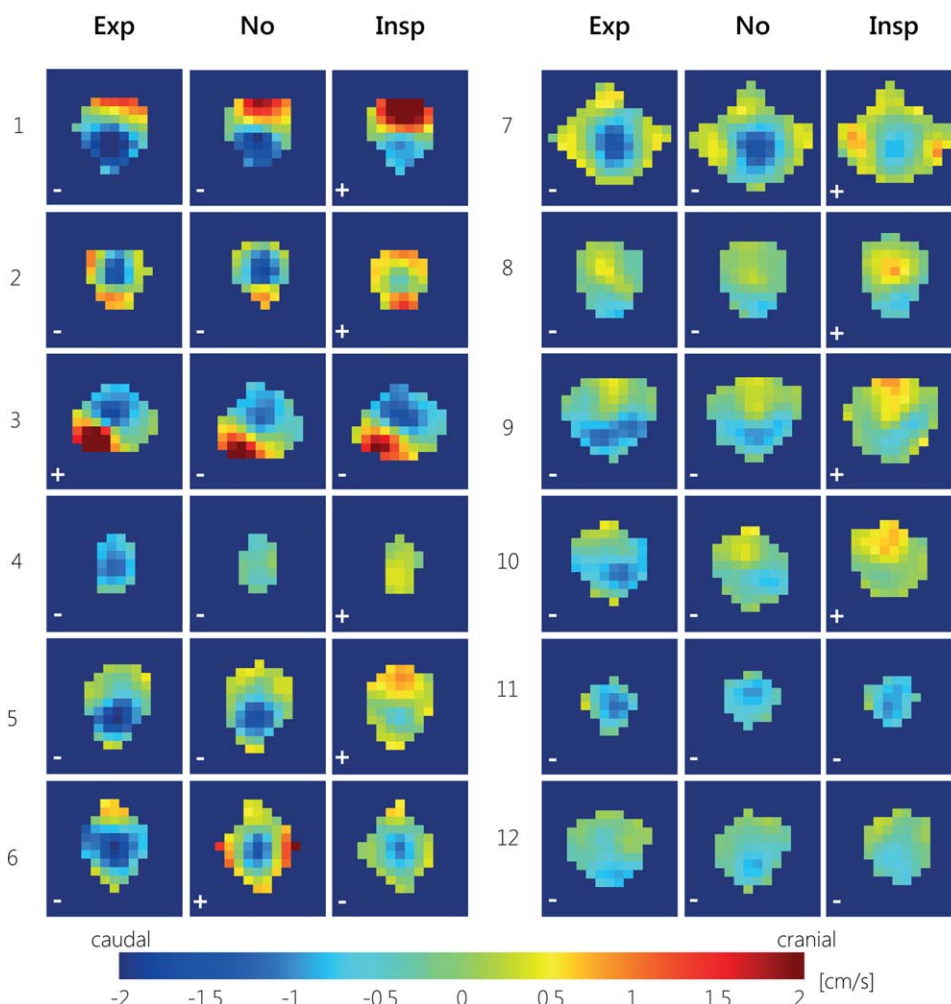 Exp No Insp Exp No Insp
1 - - + 7 - - +
2 - - + 8 - - +
3 + - - 9 - - +
4 - - + 10 - - +
5 - - + 11 - - -
6 - + - 12 - - -
caudal cranial
-2 -1.5 -1 -0.5 0 0.5 1 1.5 2 [cm/s]